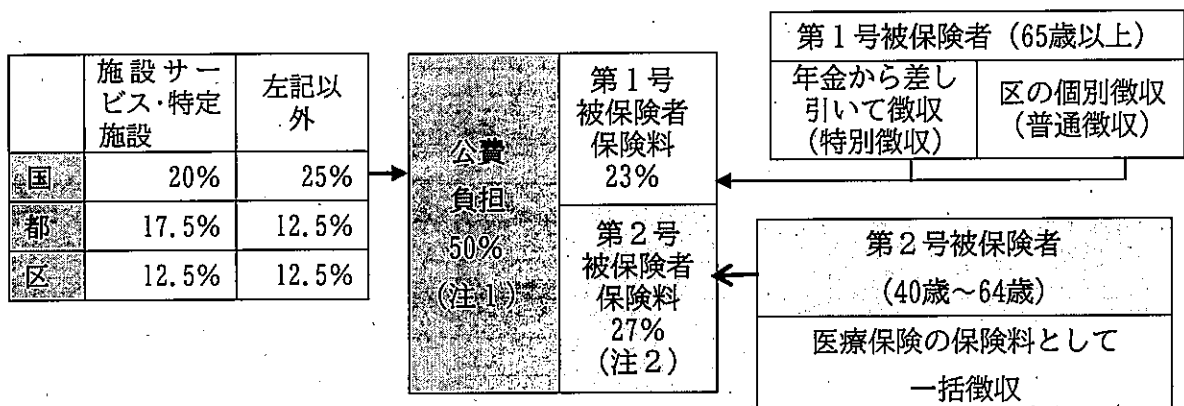 施設サー
ビス・特定
施設
左記以
外
国
20%
25%
都
17.5%
12.5%
区
12.5%
12.5%
公費
負担
50%
(注1)
第1号
被保険者
保険料
23%
第2号
被保険者
保険料
27%
(注2)
第1号被保険者(65歳以上)
年金から差し
引いて徴収
(特別徴収)
区の個別徴収
(普通徴収)
第2号被保険者
(40歳～64歳)
医療保険の保険料として
一括徴収